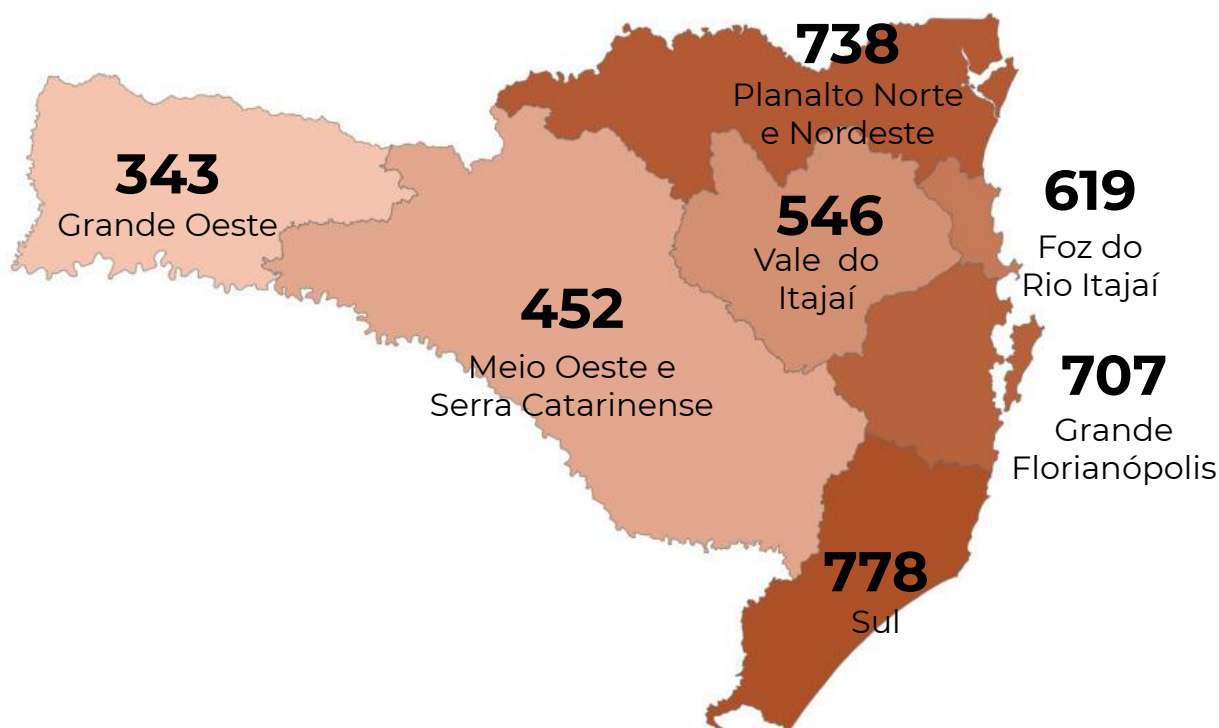 738
Planalto Norte
e Nordeste
343
Grande Oeste
546
Vale do
Itajaí
619
Foz do
Rio Itajaí
452
Meio Oeste e
Serra Catarinense
707
Grande
Florianópolis
778
Sul